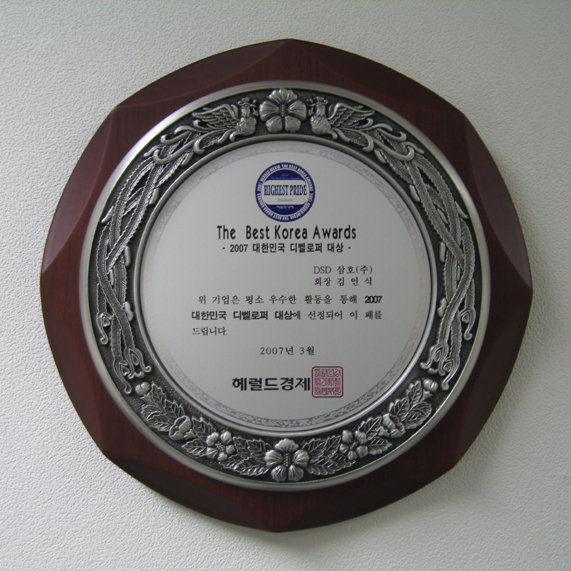 HIGHEST PRIDE
The Best Korea Awards
- 2007 대한민국 디벨로퍼 대상 -
DSD 삼호(주)
회장 김 언 식
위 기업은 평소 우수한 활동을 통해 2007
대한민국 디벨로퍼 대상에 선정되어 이 패를
드립니다.
2007년 3월
헤럴드경제